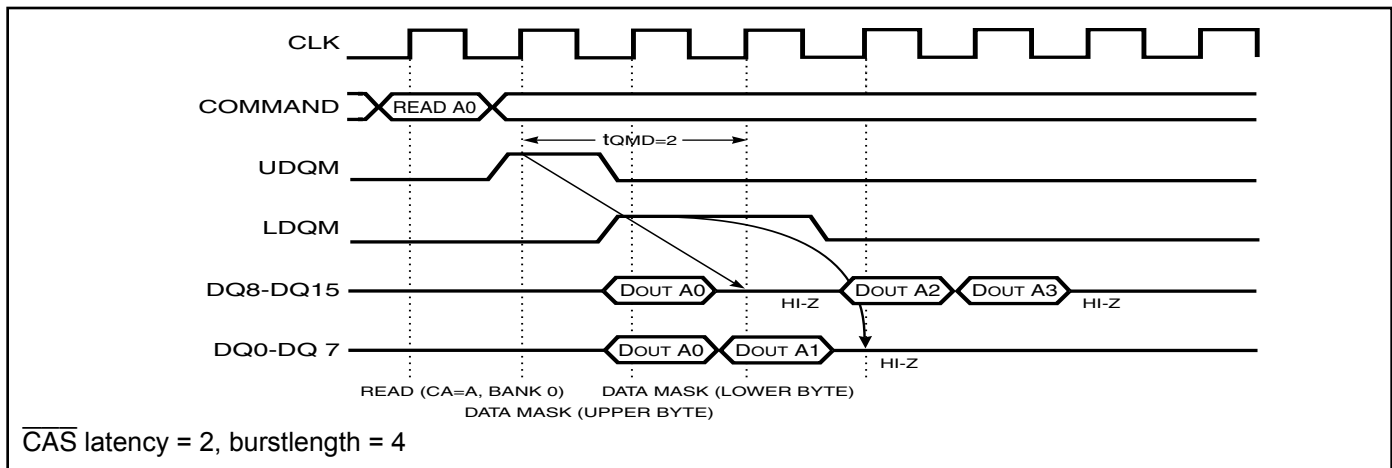 CLK
COMMAND READ A0
tQMD=2
UDQM
LDQM
DQ8-DQ15 DOUT A0 HI-Z DOUT A2 DOUT A3 HI-Z
DQ0-DQ 7 DOUT A0 DOUT A1 HI-Z
READ (CA=A, BANK 0) DATA MASK (LOWER BYTE)
DATA MASK (UPPER BYTE)
CAS latency = 2, burstlength = 4